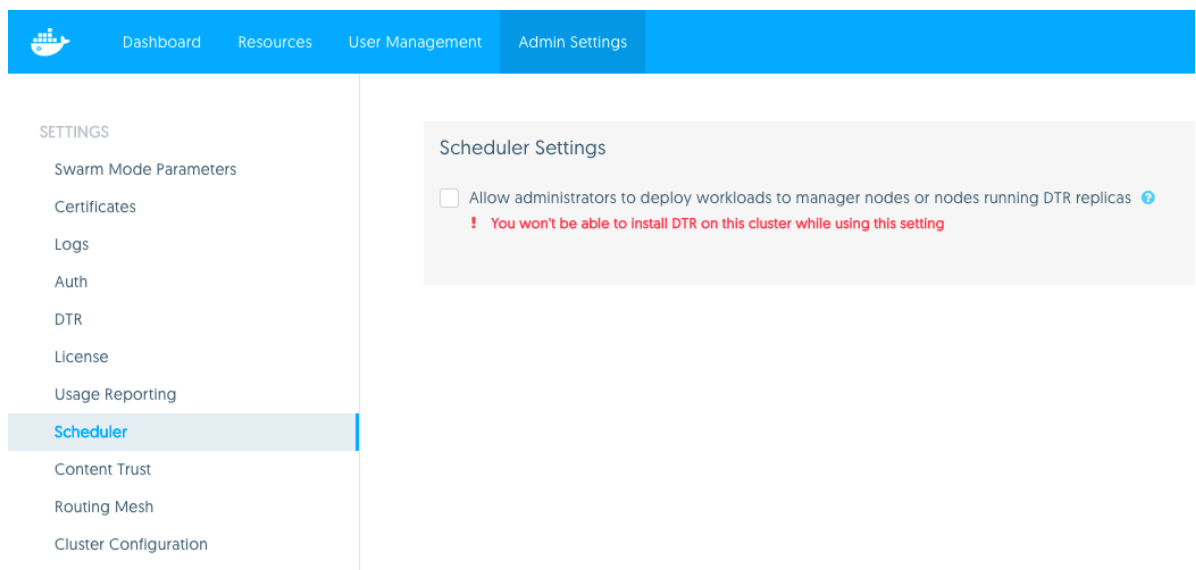 Dashboard Resources User Management Admin Settings
SETTINGS
Swarm Mode Parameters
Certificates
Logs
Auth
DTR
License
Usage Reporting
Scheduler
Content Trust
Routing Mesh
Cluster Configuration
Scheduler Settings
Allow administrators to deploy workloads to manager nodes or nodes running DTR replicas ?
! You won't be able to install DTR on this cluster while using this setting